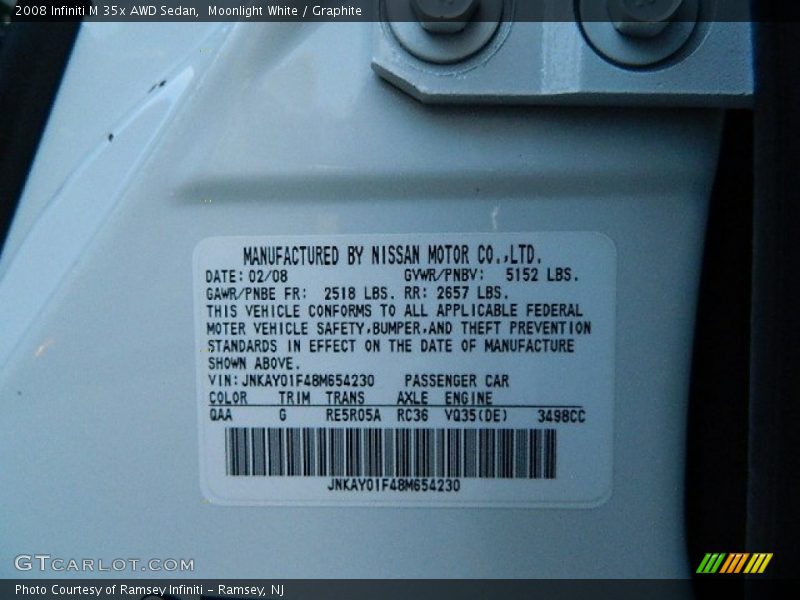 2008 Infiniti M 35x AWD Sedan,  Moonlight White / Graphite
MANUFACTURED BY NISSAN MOTOR CO.,LTD.
DATE: 02/08 GVWR/PNBV: 5152 LBS.
GAWR/PNBE FR: 2518 LBS. RR: 2657 LBS.
THIS VEHICLE CONFORMS TO ALL APPLICABLE FEDERAL
MOTER VEHICLE SAFETY,BUMPER,AND THEFT PREVENTION
STANDARDS IN EFFECT ON THE DATE OF MANUFACTURE
SHOWN ABOVE.
VIN: JNKAY01F48M654230 PASSENGER CAR
COLOR TRIM TRANS AXLE ENGINE
QAA G RE5R05A RC36 VQ35(DE) 3498CC
JNKAY01F48M654230
GTCARLOT.COM
Photo Courtesy of Ramsey Infiniti - Ramsey, NJ